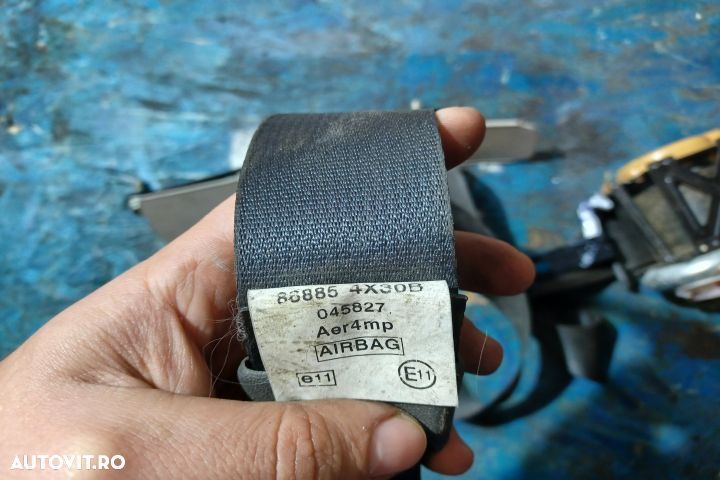 86885 4X30B
045827
Aer4mp
AIRBAG
e11
E11
AUTOVIT.RO